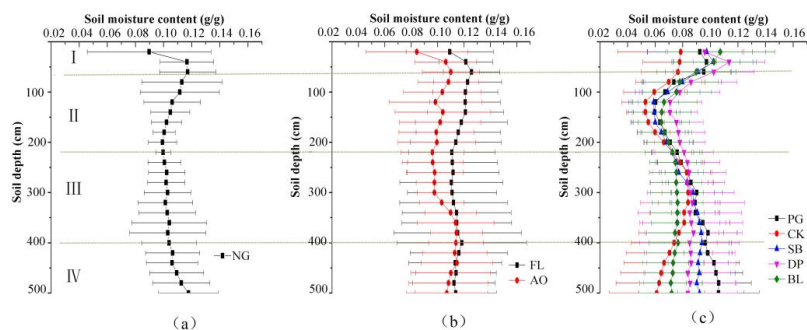 Soil moisture content (g/g)
0.02 0.04 0.06 0.08 0.10 0.12 0.14 0.16
Soil depth (cm)
100
200
300
400
500
I
II
III
IV
NG
(a)
Soil moisture content (g/g)
0.02 0.04 0.06 0.08 0.10 0.12 0.14 0.16
Soil depth (cm)
100
200
300
400
500
FL
AO
(b)
Soil moisture content (g/g)
0.00 0.02 0.04 0.06 0.08 0.10 0.12 0.14 0.16
Soil depth (cm)
100
200
300
400
500
PG
CK
SB
DP
BL
(c)